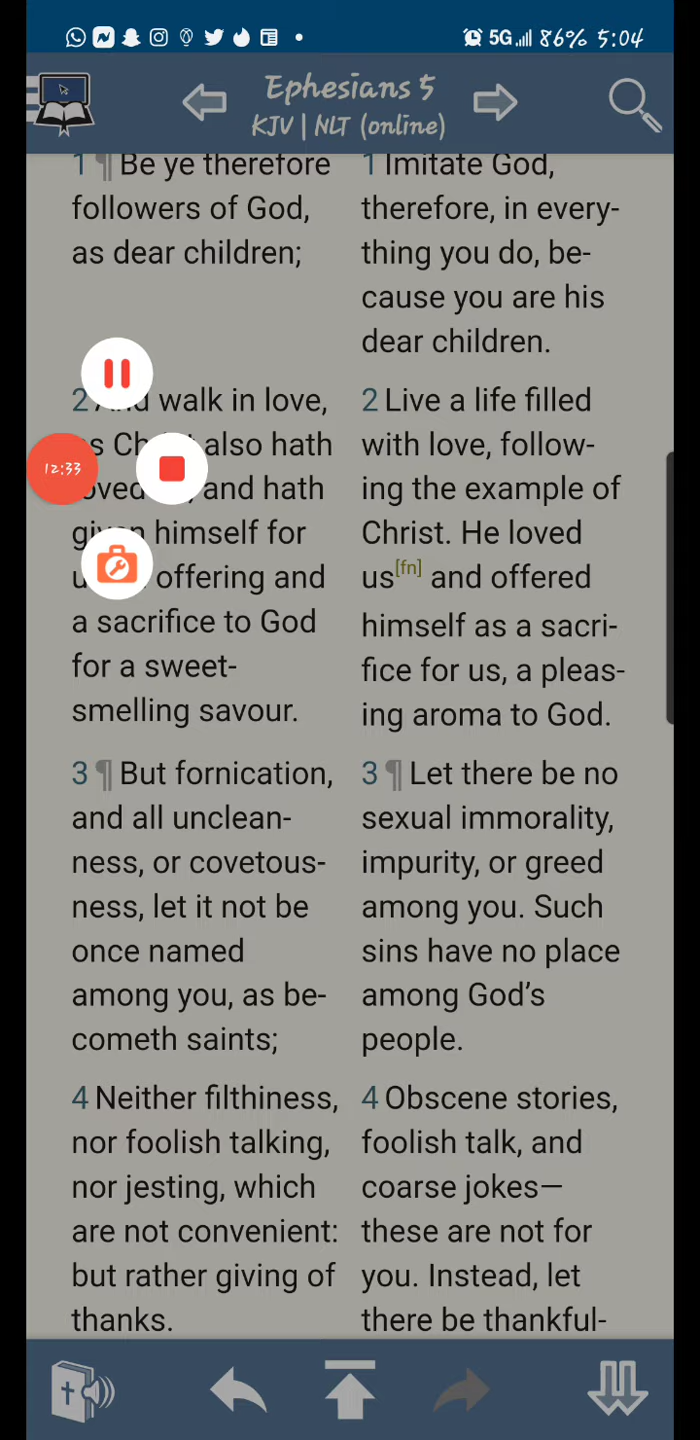 86% 5:04
5G
Ephesians 5
KJV | NLT (online)
1 ¶ Be ye therefore
followers of God,
as dear children;
2 walk in love,
also hath
and hath
himself for
offering and
a sacrifice to God
for a sweet-
smelling savour.
3 ¶ But fornication,
and all unclean-
ness, or covetous-
ness, let it not be
once named
among you, as be-
cometh saints;
4 Neither filthiness,
nor foolish talking,
nor jesting, which
are not convenient:
but rather giving of
thanks.
1 Imitate God,
therefore, in every-
thing you do, be-
cause you are his
dear children.
2 Live a life filled
with love, follow-
ing the example of
Christ. He loved
us[fn] and offered
himself as a sacri-
fice for us, a pleas-
ing aroma to God.
3 ¶ Let there be no
sexual immorality,
impurity, or greed
among you. Such
sins have no place
among God's
people.
4 Obscene stories,
foolish talk, and
coarse jokes—
these are not for
you. Instead, let
there be thankful-
12:33